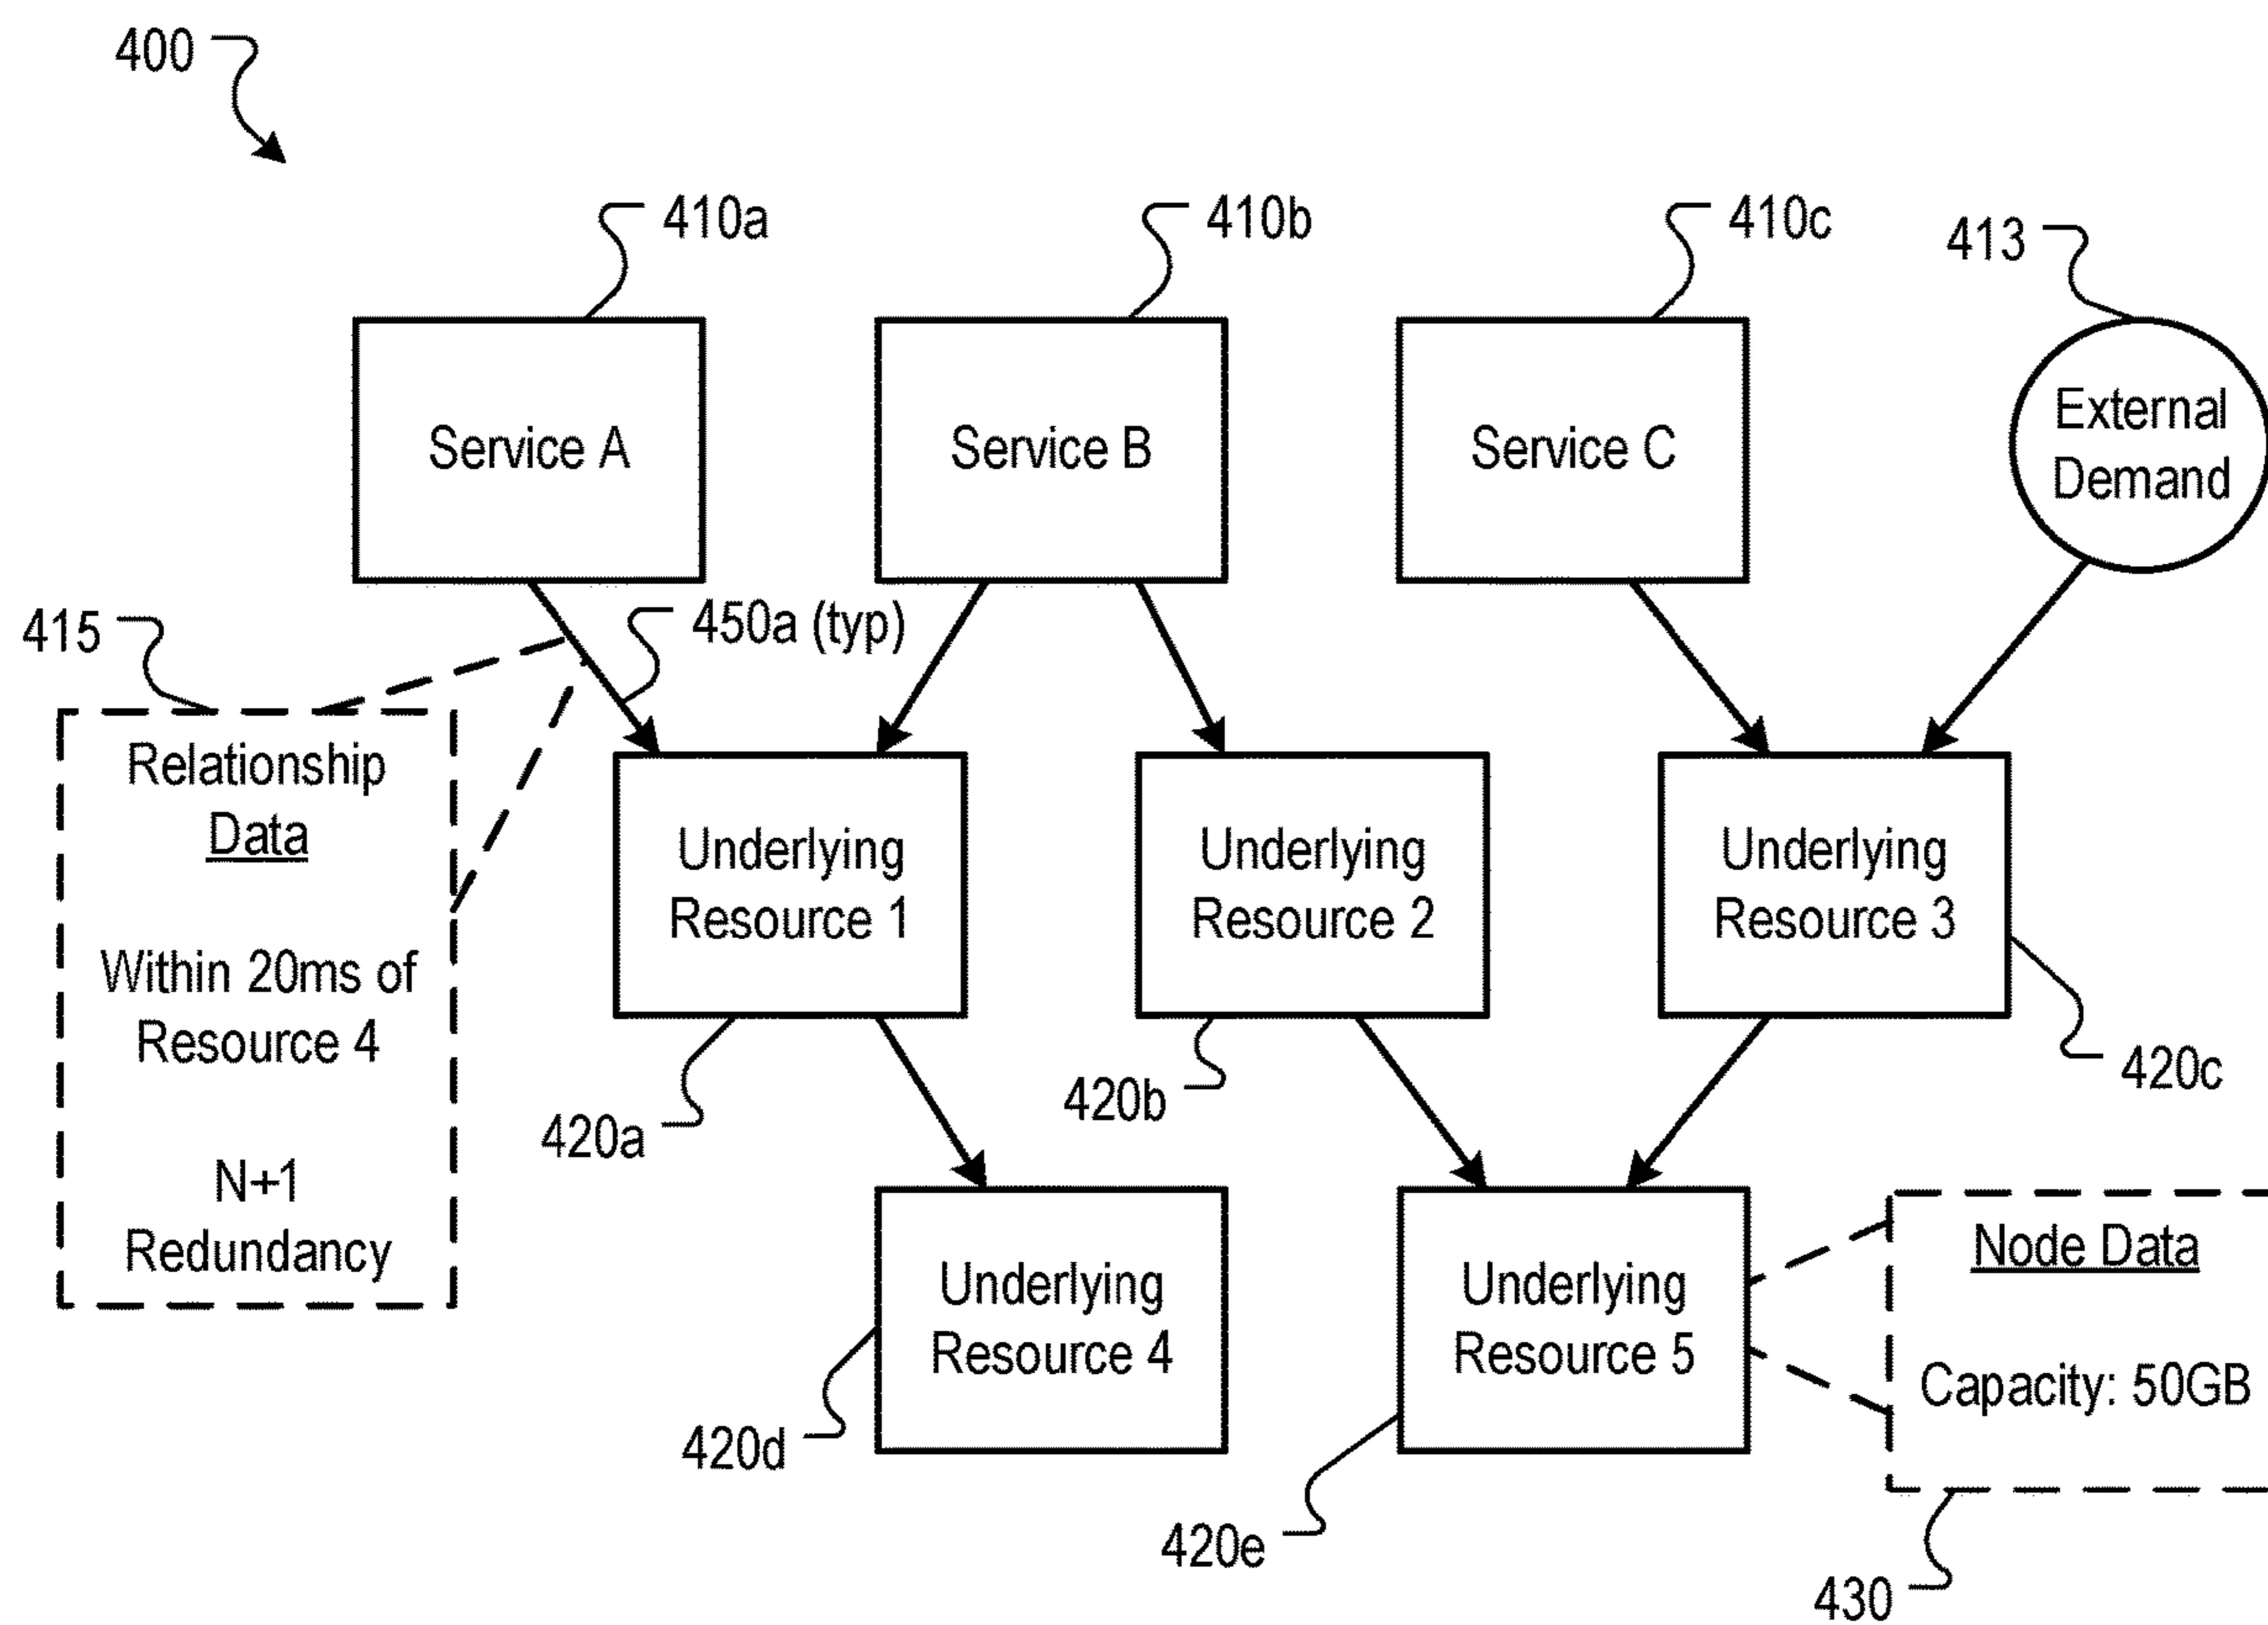 400
410a
410b
410c
413
Service A
Service B
Service C
External
Demand
415
450a (typ)
Relationship
Data
Within 20ms of
Resource 4
N+1
Redundancy
Underlying
Resource 1
Underlying
Resource 2
Underlying
Resource 3
420a
420b
420c
Underlying
Resource 4
Underlying
Resource 5
Node Data
Capacity: 50GB
420d
420e
430